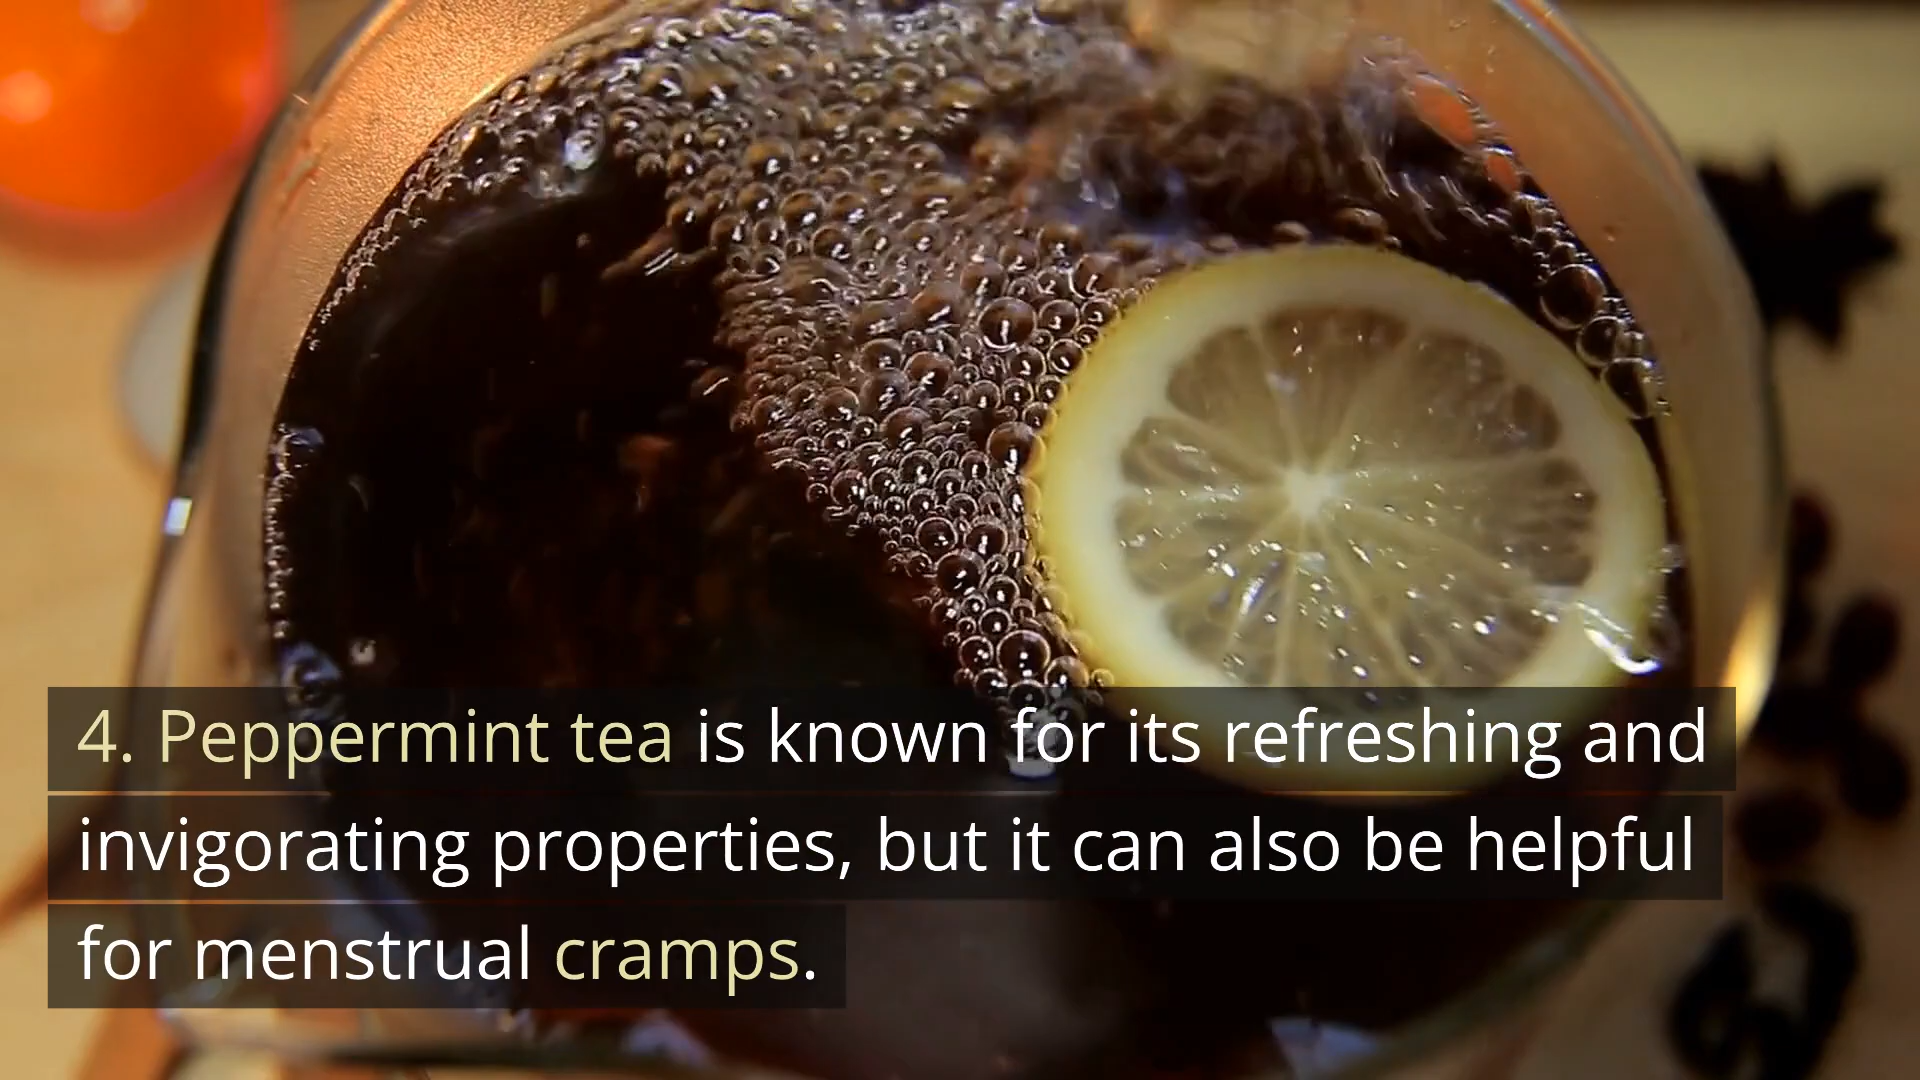 4. Peppermint tea is known for its refreshing and
invigorating properties, but it can also be helpful
for menstrual cramps.